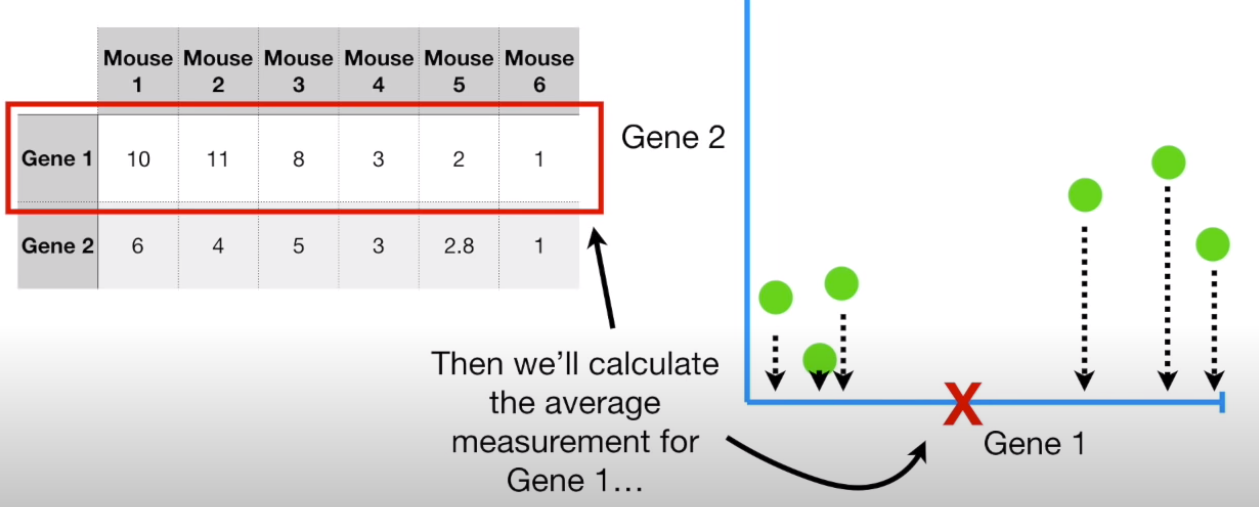 Mouse 1 Mouse 2 Mouse 3 Mouse 4 Mouse 5 Mouse 6
Gene 1 10 11 8 3 2 1
Gene 2 6 4 5 3 2.8 1
Gene 2
Then we’ll calculate
the average
measurement for
Gene 1…
X
Gene 1